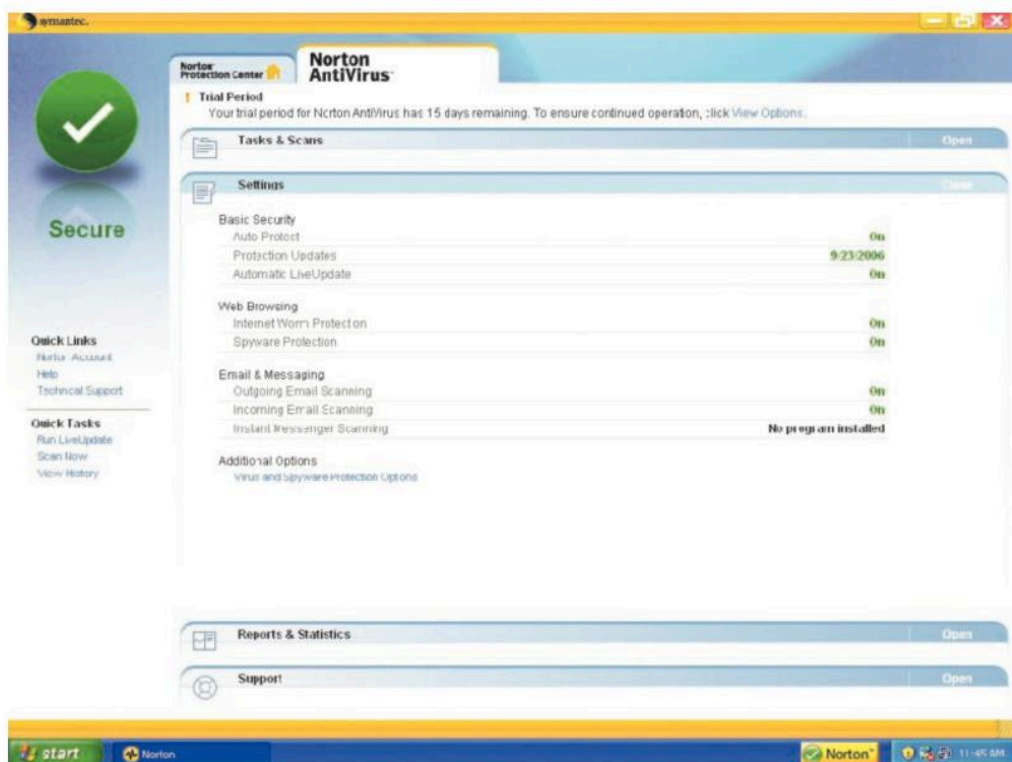 symantec.
Norton Protection Center
Norton AntiVirus
Trial Period
Your trial period for Norton AntiVirus has 15 days remaining. To ensure continued operation, click View Options.
Tasks & Scans Open
Settings Close
Secure
Basic Security
Auto Protect On
Protection Updates 9/23/2006
Automatic LiveUpdate On
Web Browsing
Internet Worm Protection On
Spyware Protection On
Email & Messaging
Outgoing Email Scanning On
Incoming Email Scanning On
Instant Messenger Scanning No program installed
Additional Options
Virus and Spyware Protection Options
Quick Links
Norton Account
Help
Technical Support
Quick Tasks
Run LiveUpdate
Scan Now
View History
Reports & Statistics Open
Support Open
start Norton Norton 11:45 AM